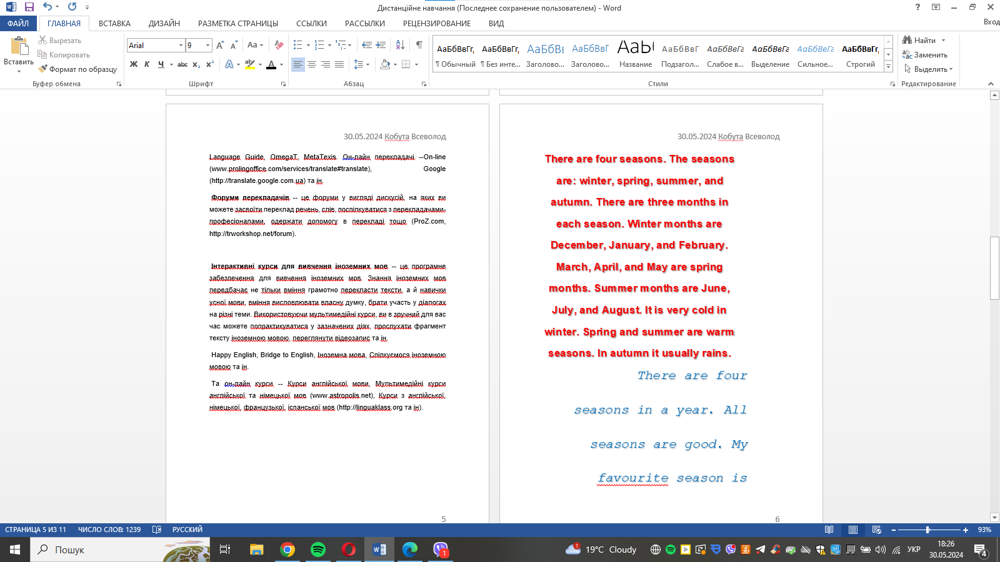 Дистанційне навчання (Последнее сохранение пользователем) - Word
ФАЙЛ ГЛАВНАЯ ВСТАВКА ДИЗАЙН РАЗМЕТКА СТРАНИЦЫ ССЫЛКИ РАССЫЛКИ РЕЦЕНЗИРОВАНИЕ ВИД Вход
Вставить
Вырезать
Копировать
Формат по образцу
Буфер обмена
Arial 9
Шрифт
Абзац
АаБбВвГг, АаБбВвГг, АаБбВв АаБбВвГ АаБ АаБбВвГ АаБбВвГг АаБбВвГг АаБбВвГг АаБбВвГг,
¶ Обычный ¶ Без инте... Заголово... Заголово... Название Подзагол... Слабое в... Выделение Сильное... Строгий
Стили
Найти
Заменить
Выделить
Редактирование
30.05.2024 Кобута Всеволод
Language Guide, OmegaT, MetaTexis. Он-лайн перекладачі --On-line
(www.prolingoffice.com/services/translate#translate), Google
(http://translate.google.com.ua) та ін.
Форуми перекладачів -- це форуми у вигляді дискусій, на яких ви
можете засвоїти переклад речень, слів, поспілкуватися з перекладачами-
професіоналами, одержати допомогу в перекладі тощо (ProZ.com,
http://trworkshop.net/forum).
Інтерактивні курси для вивчення іноземних мов -- це програмне
забезпечення для вивчення іноземних мов. Знання іноземних мов
передбачає не тільки вміння грамотно перекласти тексти, а й навички
усної мови, вміння висловлювати власну думку, брати участь у діалогах
на різні теми. Використовуючи мультимедійні курси, ви в зручний для вас
час можете попрактикуватися у зазначених діях, прослухати фрагмент
тексту іноземною мовою, переглянути відеозапис та ін.
Happy English, Bridge to English, Іноземна мова, Спілкуємося іноземною
мовою та ін.
Та он-лайн курси -- Курси англійської мови, Мультимедійні курси
англійської та німецької мов (www.astropolis.net), Курси з англійської,
німецької, французької, іспанської мов (http://linguaklass.org та ін).
5
30.05.2024 Кобута Всеволод
There are four seasons. The seasons
are: winter, spring, summer, and
autumn. There are three months in
each season. Winter months are
December, January, and February.
March, April, and May are spring
months. Summer months are June,
July, and August. It is very cold in
winter. Spring and summer are warm
seasons. In autumn it usually rains.
There are four
seasons in a year. All
seasons are good. My
favourite season is
6
СТРАНИЦА 5 ИЗ 11 ЧИСЛО СЛОВ: 1239 РУССКИЙ 93%
Пошук
19°C Cloudy
УКР
18:26
30.05.2024